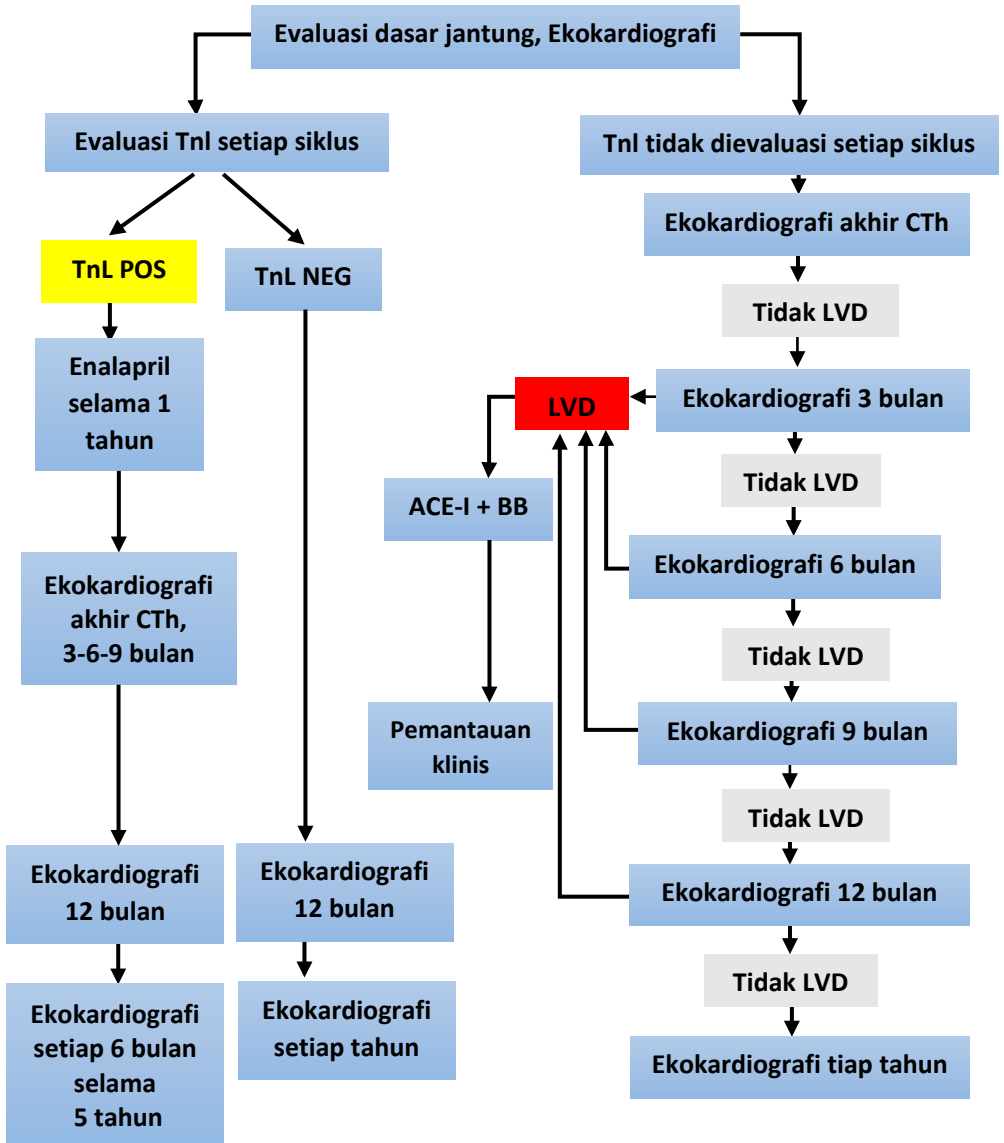 Evaluasi dasar jantung, Ekokardiografi
Evaluasi TnI setiap siklus
TnL POS
Enalapril
selama 1
tahun
Ekokardiografi
akhir CTh,
3-6-9 bulan
Ekokardiografi
12 bulan
Ekokardiografi
setiap 6 bulan
selama
5 tahun
TnL NEG
Ekokardiografi
12 bulan
Ekokardiografi
setiap tahun
TnI tidak dievaluasi setiap siklus
Ekokardiografi akhir CTh
Tidak LVD
Ekokardiografi 3 bulan
LVD
ACE-I + BB
Pemantauan
klinis
Tidak LVD
Ekokardiografi 6 bulan
Tidak LVD
Ekokardiografi 9 bulan
Tidak LVD
Ekokardiografi 12 bulan
Tidak LVD
Ekokardiografi tiap tahun